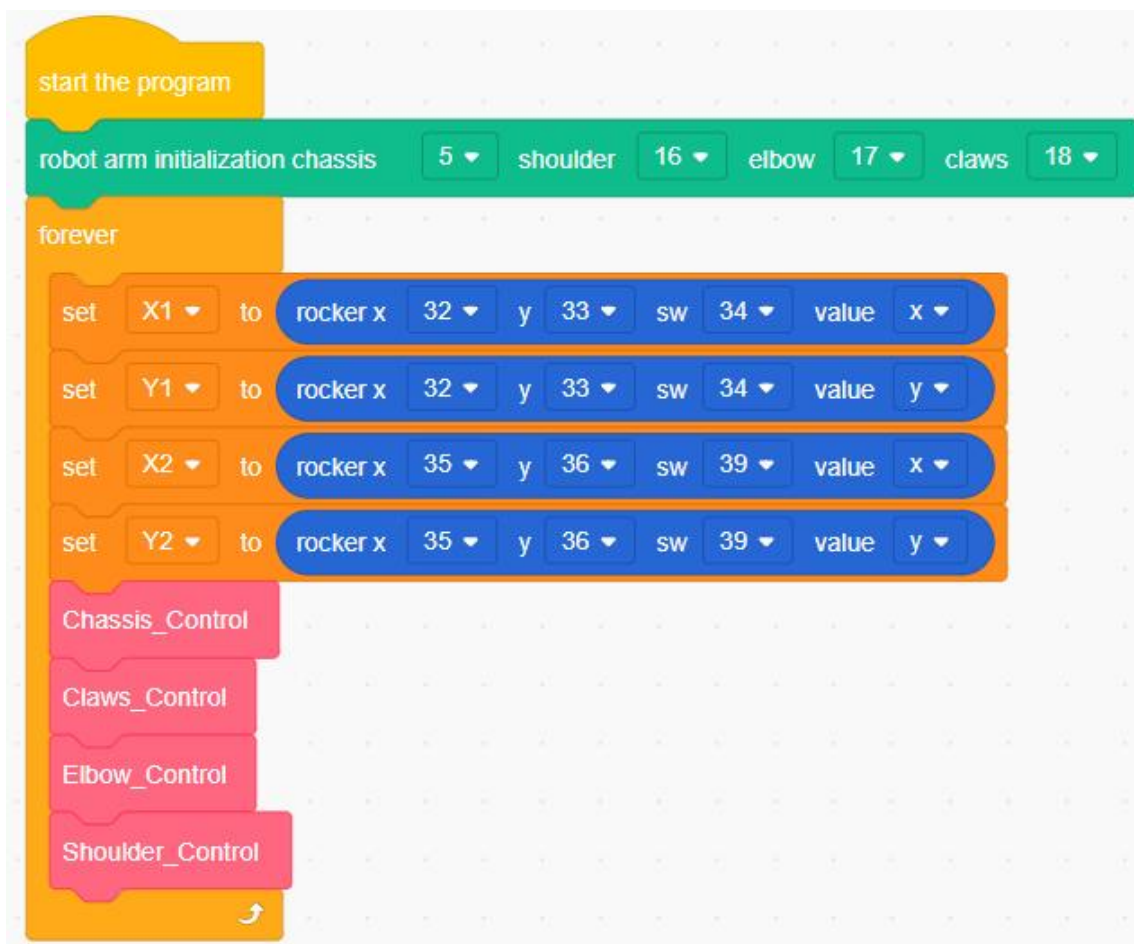 start the program
robot arm initialization chassis 5 shoulder 16 elbow 17 claws 18
forever
set X1 to rocker x 32 y 33 sw 34 value x
set Y1 to rocker x 32 y 33 sw 34 value y
set X2 to rocker x 35 y 36 sw 39 value x
set Y2 to rocker x 35 y 36 sw 39 value y
Chassis_Control
Claws_Control
Elbow_Control
Shoulder_Control